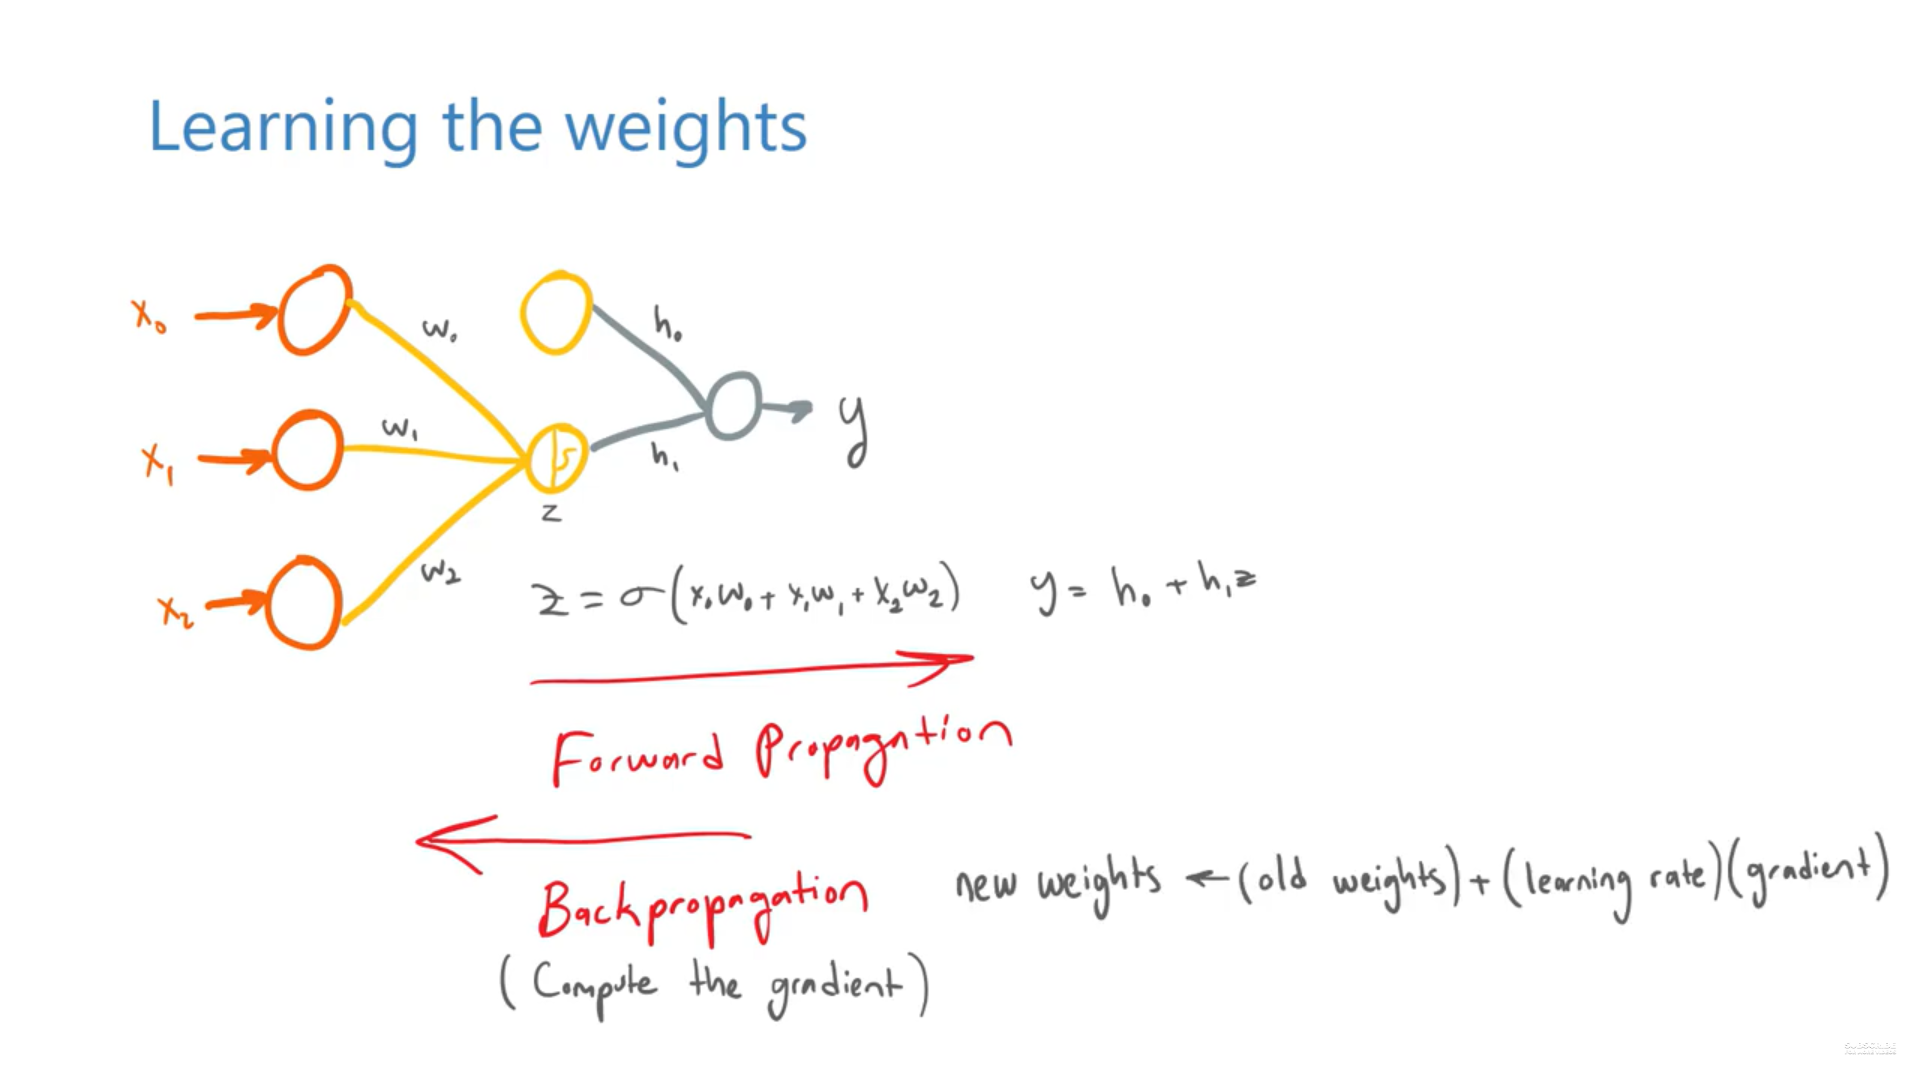 Learning the weights
x₀
w₀
h₀
x₁
w₁
h₁
y
z
x₂
w₂
z = σ(x₀w₀ + x₁w₁ + x₂w₂)
y = h₀ + h₁z
Forward Propagation
Backpropagation
new weights ← (old weights) + (learning rate)(gradient)
(Compute the gradient)
SUBSCRIBE